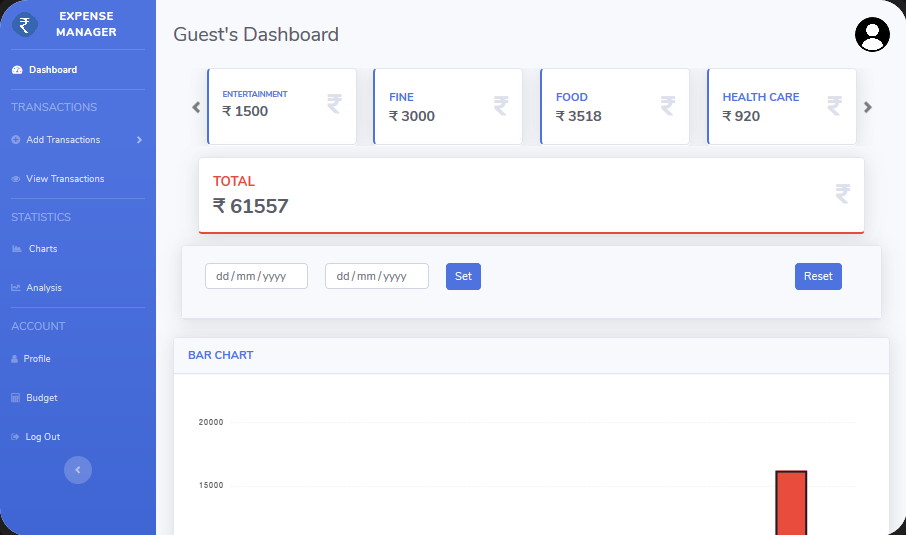 EXPENSE
MANAGER
Dashboard
TRANSACTIONS
Add Transactions
View Transactions
STATISTICS
Charts
Analysis
ACCOUNT
Profile
Budget
Log Out
Guest's Dashboard
ENTERTAINMENT
₹ 1500
FINE
₹ 3000
FOOD
₹ 3518
HEALTH CARE
₹ 920
TOTAL
₹ 61557
dd/mm/yyyy dd/mm/yyyy Set Reset
BAR CHART
20000
15000